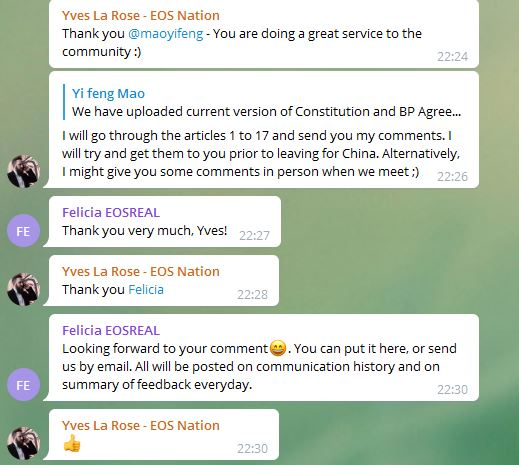 Yves La Rose - EOS Nation
Thank you @maoyifeng - You are doing a great service to the
community :)
22:24
Yi feng Mao
We have uploaded current version of Constitution and BP Agree...
I will go through the articles 1 to 17 and send you my comments. I
will try and get them to you prior to leaving for China. Alternatively,
I might give you some comments in person when we meet ;)
22:26
Felicia EOSREAL
FE
Thank you very much, Yves!
22:27
Yves La Rose - EOS Nation
Thank you Felicia
22:28
Felicia EOSREAL
Looking forward to your comment😄. You can put it here, or send
us by email. All will be posted on communication history and on
FE
summary of feedback everyday.
22:30
Yves La Rose - EOS Nation
👍
22:30